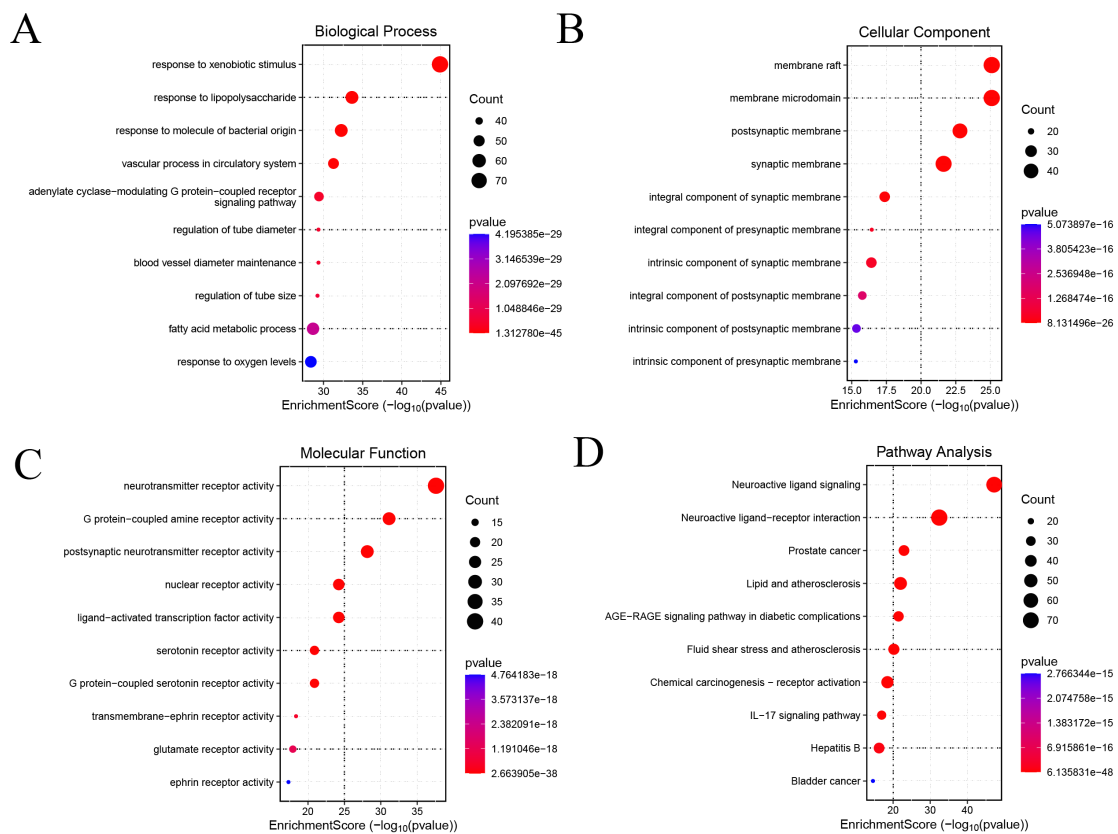 A
Biological Process
response to xenobiotic stimulus
response to lipopolysaccharide
response to molecule of bacterial origin
vascular process in circulatory system
adenylate cyclase−modulating G protein−coupled receptor
signaling pathway
regulation of tube diameter
blood vessel diameter maintenance
regulation of tube size
fatty acid metabolic process
response to oxygen levels
30 35 40 45
EnrichmentScore (−log10(pvalue))
Count
40
50
60
70
pvalue
4.195385e−29
3.146539e−29
2.097692e−29
1.048846e−29
1.312780e−45
B
Cellular Component
membrane raft
membrane microdomain
postsynaptic membrane
synaptic membrane
integral component of synaptic membrane
integral component of presynaptic membrane
intrinsic component of synaptic membrane
integral component of postsynaptic membrane
intrinsic component of postsynaptic membrane
intrinsic component of presynaptic membrane
15.0 17.5 20.0 22.5 25.0
EnrichmentScore (−log10(pvalue))
Count
20
30
40
pvalue
5.073897e−16
3.805423e−16
2.536948e−16
1.268474e−16
8.131496e−26
C
Molecular Function
neurotransmitter receptor activity
G protein−coupled amine receptor activity
postsynaptic neurotransmitter receptor activity
nuclear receptor activity
ligand−activated transcription factor activity
serotonin receptor activity
G protein−coupled serotonin receptor activity
transmembrane−ephrin receptor activity
glutamate receptor activity
ephrin receptor activity
20 25 30 35
EnrichmentScore (−log10(pvalue))
Count
15
20
25
30
35
40
pvalue
4.764183e−18
3.573137e−18
2.382091e−18
1.191046e−18
2.663905e−38
D
Pathway Analysis
Neuroactive ligand signaling
Neuroactive ligand−receptor interaction
Prostate cancer
Lipid and atherosclerosis
AGE−RAGE signaling pathway in diabetic complications
Fluid shear stress and atherosclerosis
Chemical carcinogenesis − receptor activation
IL−17 signaling pathway
Hepatitis B
Bladder cancer
20 30 40
EnrichmentScore (−log10(pvalue))
Count
20
30
40
50
60
70
pvalue
2.766344e−15
2.074758e−15
1.383172e−15
6.915861e−16
6.135831e−48